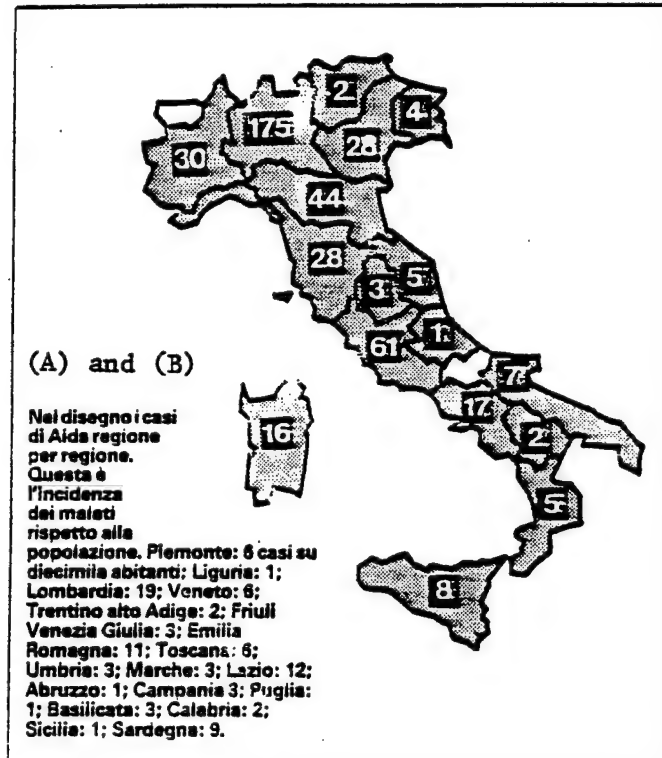 2
4
175
28
30
44
28
5
3
1
61
7
17
2
16
5
8
(A) and (B)
Nel disegno i casi
di Aids regione
per regione.
Questa è
l'incidenza
dei malati
rispetto alla
popolazione. Piemonte: 6 casi su
diecimila abitanti; Liguria: 1;
Lombardia: 19; Veneto: 6;
Trentino alto Adige: 2; Friuli
Venezia Giulia: 3; Emilia
Romagna: 11; Toscana: 6;
Umbria: 3; Marche: 3; Lazio: 12;
Abruzzo: 1; Campania 3; Puglia:
1; Basilicata: 3; Calabria: 2;
Sicilia: 1; Sardegna: 9.